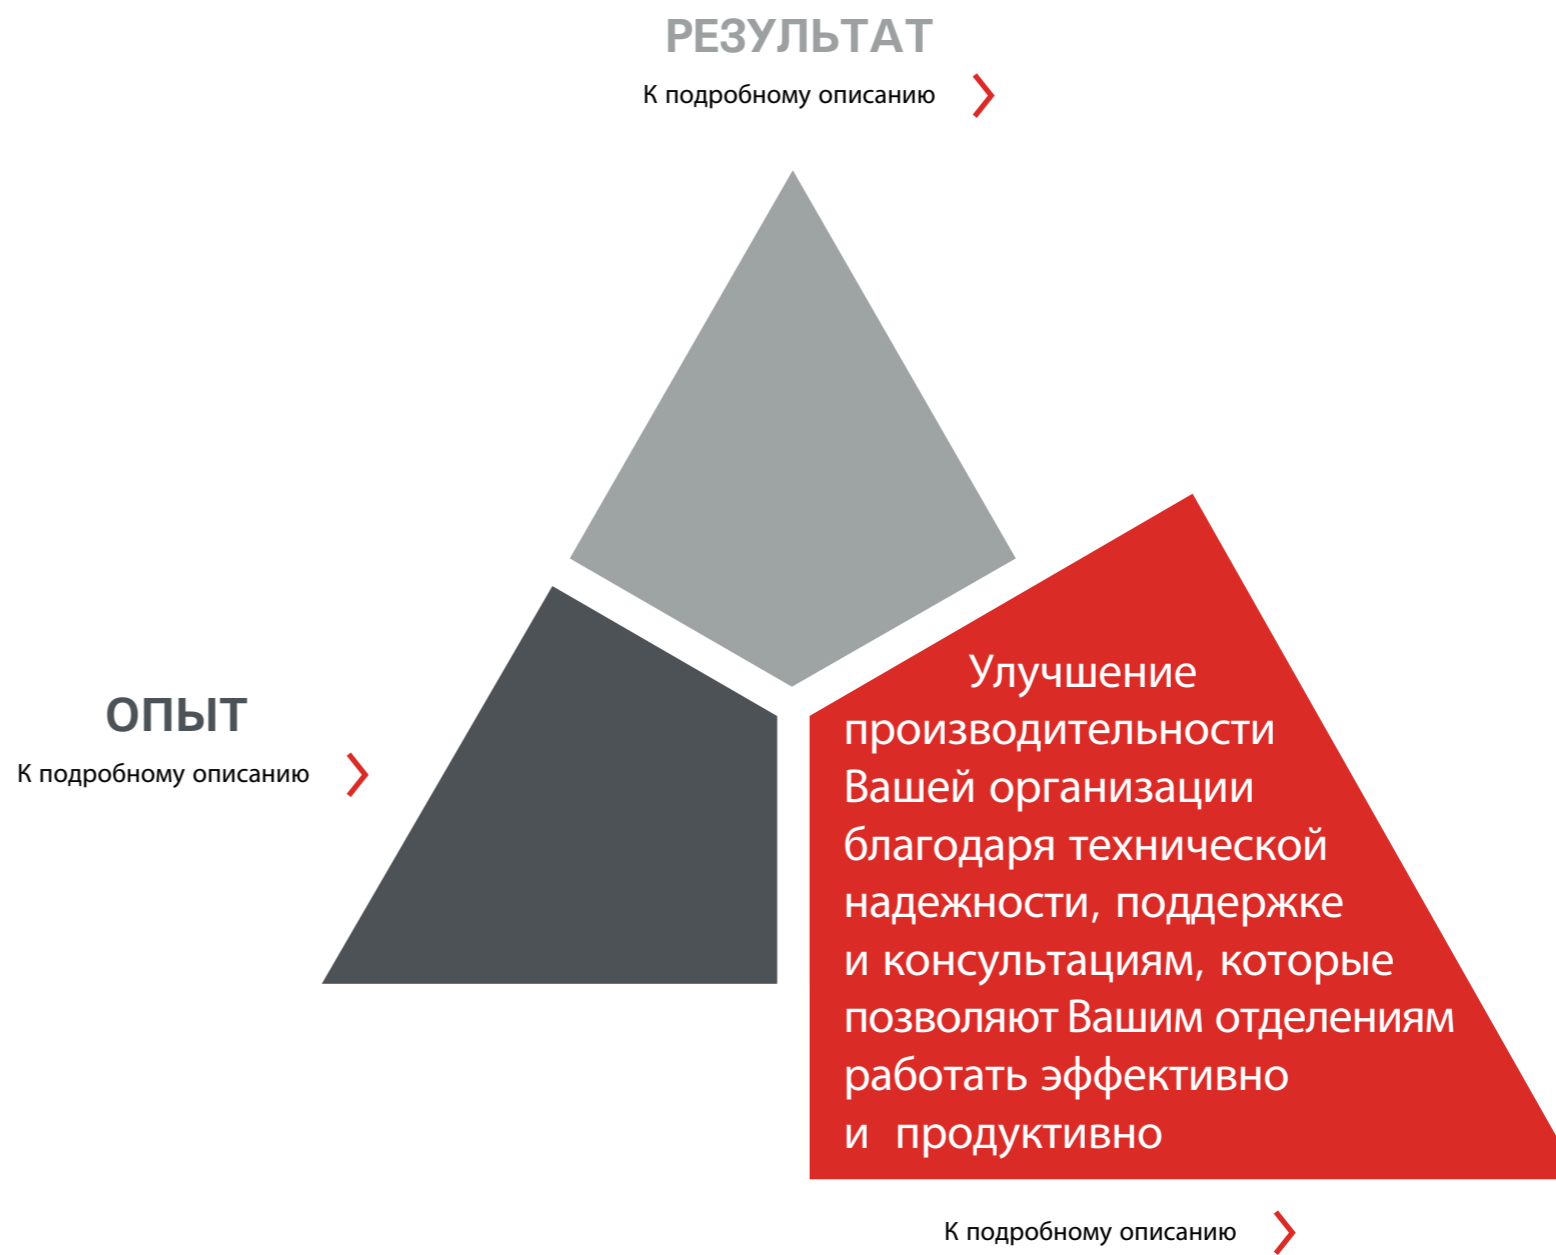 РЕЗУЛЬТАТ
К подробному описанию
ОПЫТ
К подробному описанию
Улучшение
производительности
Вашей организации
благодаря технической
надежности, поддержке
и консультациям, которые
позволяют Вашим отделениям
работать эффективно
и продуктивно
К подробному описанию